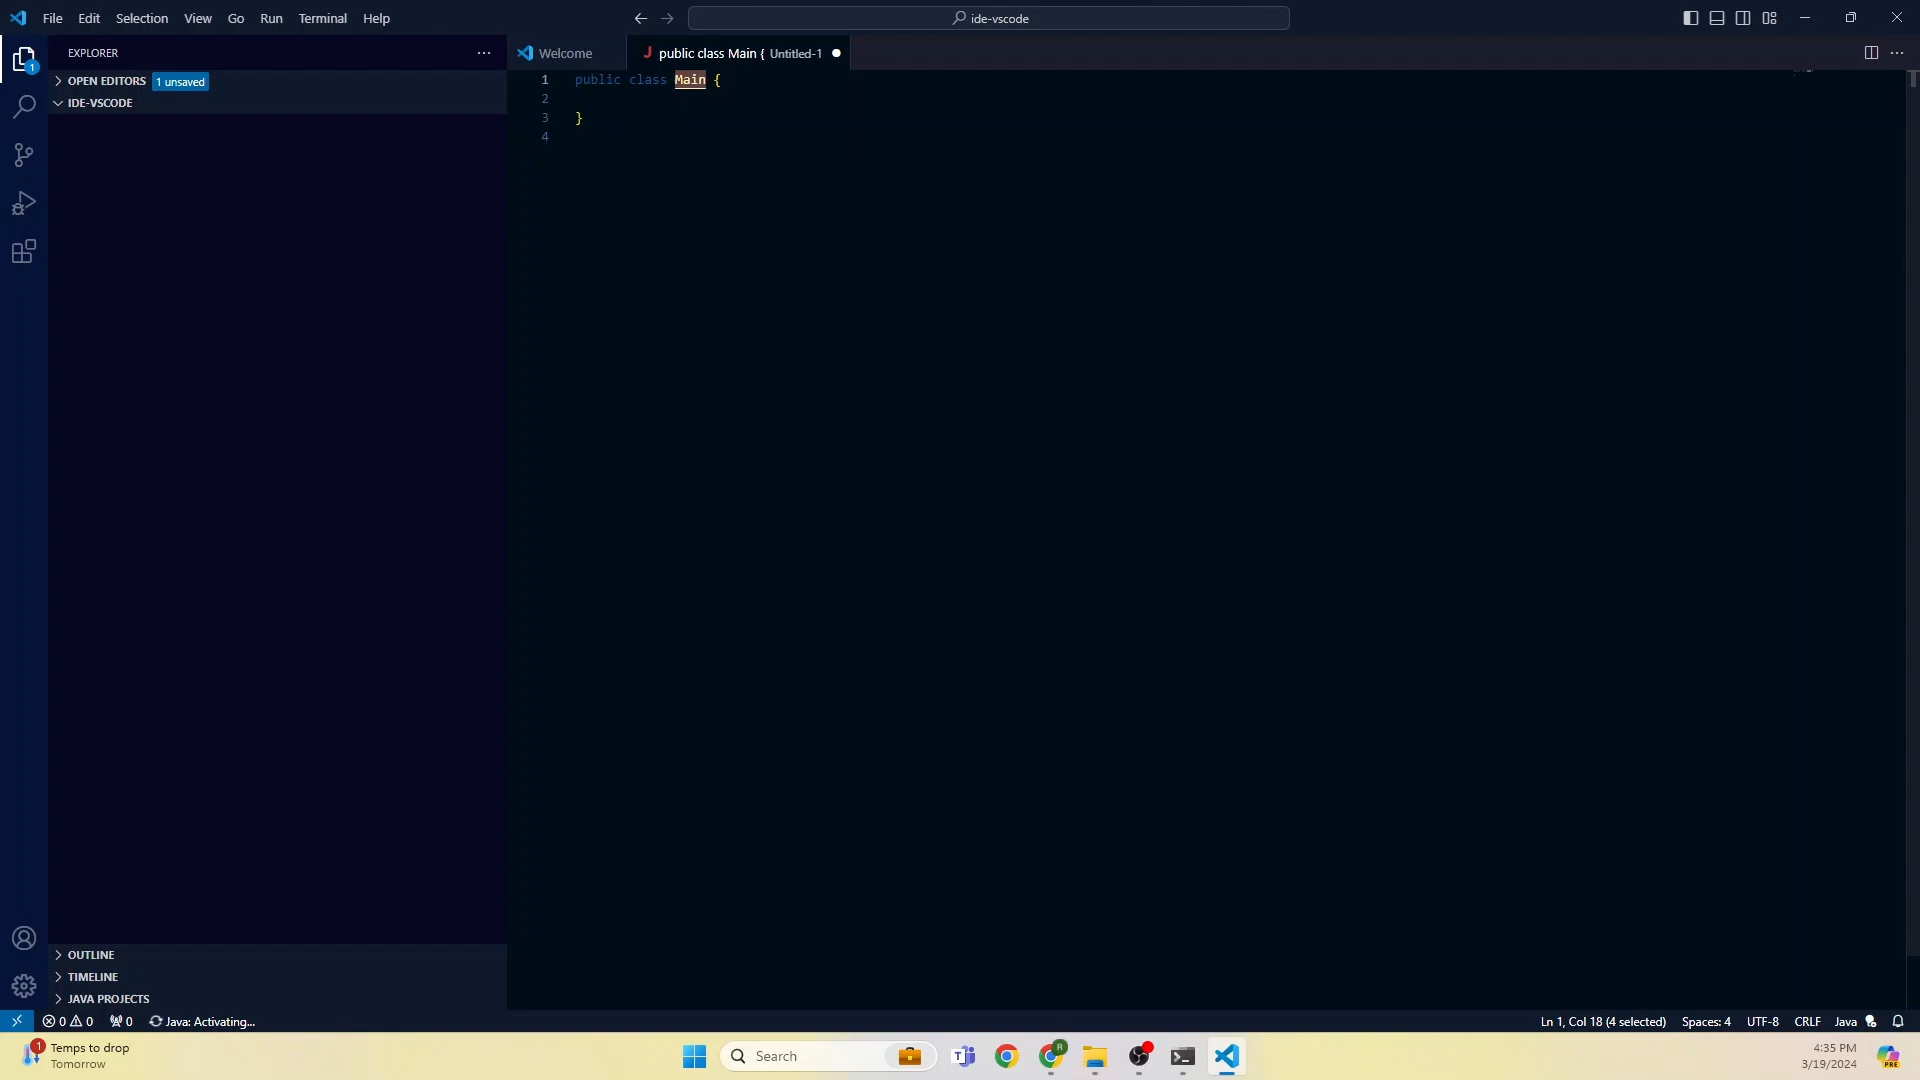 File Edit Selection View Go Run Terminal Help
ide-vscode
EXPLORER
Welcome
public class Main { Untitled-1
OPEN EDITORS 1 unsaved
IDE-VSCODE
1 public class Main {
2
3 }
4
1
OUTLINE
TIMELINE
JAVA PROJECTS
0 0 0 Java: Activating...
Ln 1, Col 18 (4 selected) Spaces: 4 UTF-8 CRLF Java
1
Temps to drop
Tomorrow
Search
T
R
4:35 PM
3/19/2024
PRE